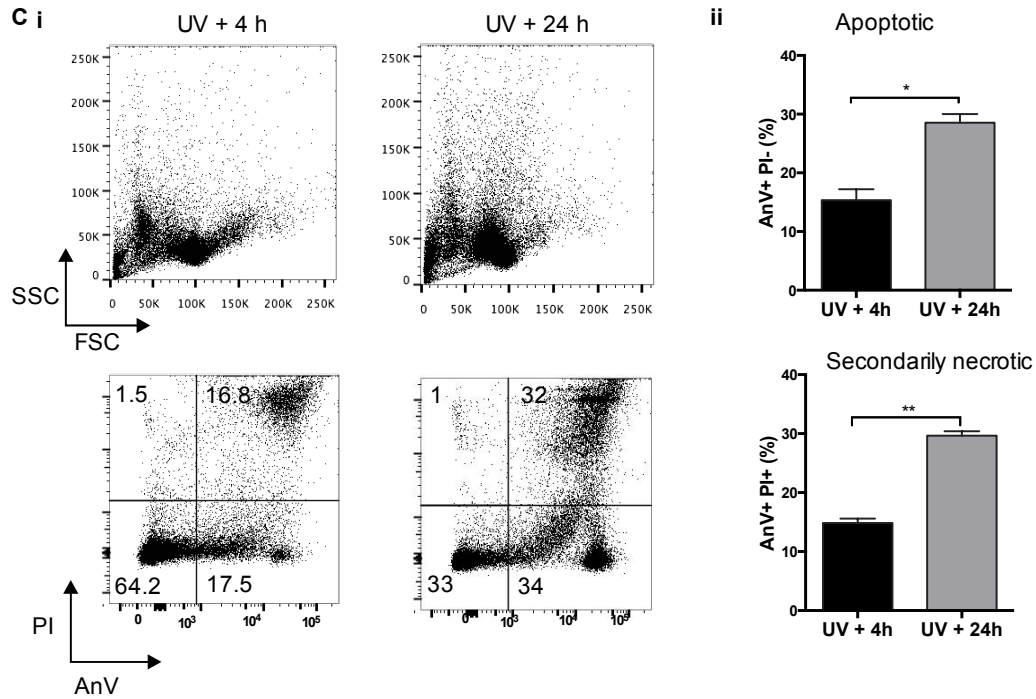 C i
UV + 4 h
UV + 24 h
250K
200K
150K
100K
50K
0
0 50K 100K 150K 200K 250K
250K
200K
150K
100K
50K
0
0 50K 100K 150K 200K 250K
SSC
FSC
1.5 16.8
64.2 17.5
0 10³ 10⁴ 10⁵
1 32
33 34
0 10³ 10⁴ 10⁵
PI
AnV
ii
Apoptotic
AnV+ PI- (%)
40
30
20
10
0
*
UV + 4h UV + 24h
Secondarily necrotic
AnV+ PI+ (%)
40
30
20
10
0
**
UV + 4h UV + 24h